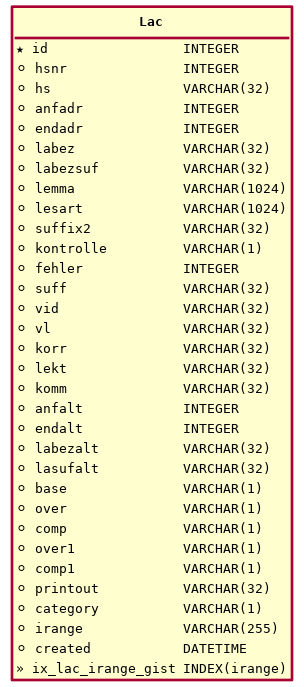 Lac
★ id INTEGER
○ hsnr INTEGER
○ hs VARCHAR(32)
○ anfadr INTEGER
○ endadr INTEGER
○ labez VARCHAR(32)
○ labezsuf VARCHAR(32)
○ lemma VARCHAR(1024)
○ lesart VARCHAR(1024)
○ suffix2 VARCHAR(32)
○ kontrolle VARCHAR(1)
○ fehler INTEGER
○ suff VARCHAR(32)
○ vid VARCHAR(32)
○ vl VARCHAR(32)
○ korr VARCHAR(32)
○ lekt VARCHAR(32)
○ komm VARCHAR(32)
○ anfalt INTEGER
○ endalt INTEGER
○ labezalt VARCHAR(32)
○ lasufalt VARCHAR(32)
○ base VARCHAR(1)
○ over VARCHAR(1)
○ comp VARCHAR(1)
○ over1 VARCHAR(1)
○ comp1 VARCHAR(1)
○ printout VARCHAR(32)
○ category VARCHAR(1)
○ irange VARCHAR(255)
○ created DATETIME
» ix_lac_irange_gist INDEX(irange)